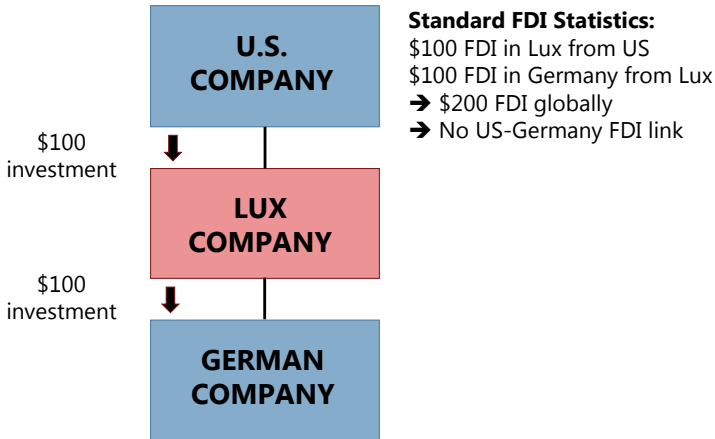 U.S.
COMPANY
Standard FDI Statistics:
$100 FDI in Lux from US
$100 FDI in Germany from Lux
➔ $200 FDI globally
➔ No US-Germany FDI link
$100
investment
LUX
COMPANY
$100
investment
GERMAN
COMPANY